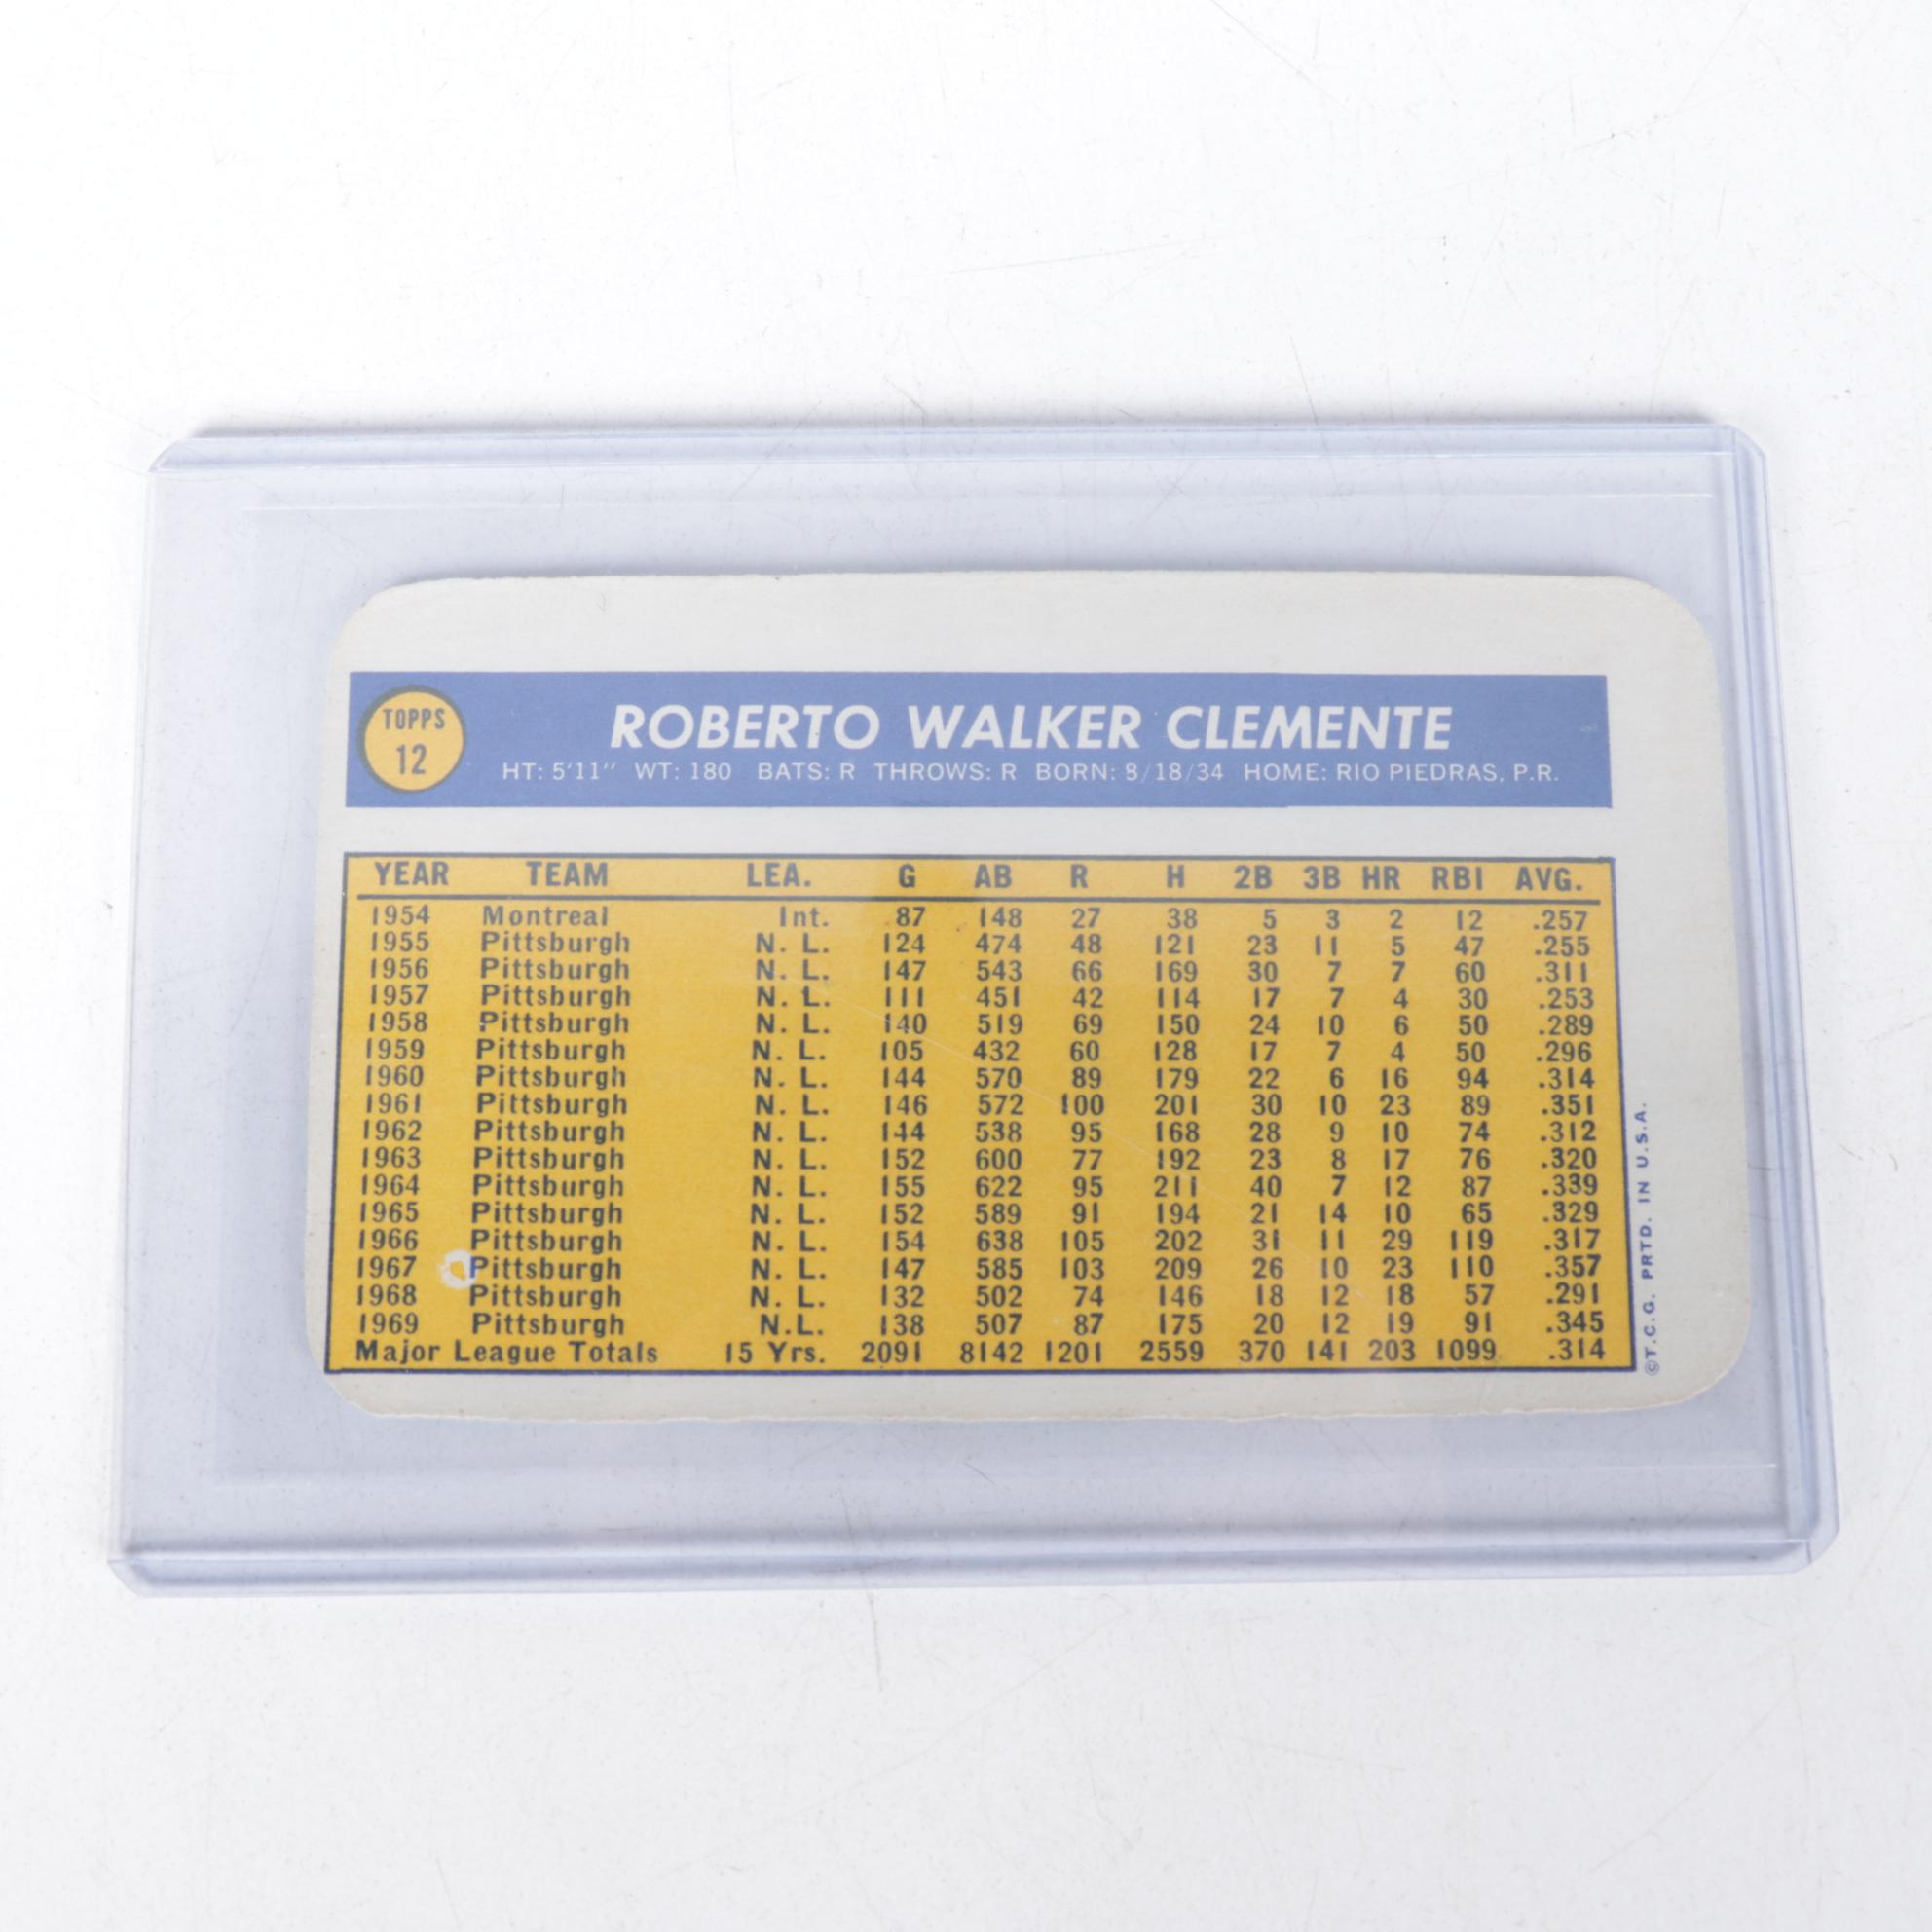 TOPPS
12
ROBERTO WALKER CLEMENTE
HT: 5'11" WT: 180 BATS: R THROWS: R BORN: 8/18/34 HOME: RIO PIEDRAS, P.R.
YEAR TEAM LEA. G AB R H 2B 3B HR RBI AVG.
1954 Montreal Int. 87 148 27 38 5 3 2 12 .257
1955 Pittsburgh N. L. 124 474 48 121 23 11 5 47 .255
1956 Pittsburgh N. L. 147 543 66 169 30 7 7 60 .311
1957 Pittsburgh N. L. 111 451 42 114 17 7 4 30 .253
1958 Pittsburgh N. L. 140 519 69 150 24 10 6 50 .289
1959 Pittsburgh N. L. 105 432 60 128 17 7 4 50 .296
1960 Pittsburgh N. L. 144 570 89 179 22 6 16 94 .314
1961 Pittsburgh N. L. 146 572 100 201 30 10 23 89 .351
1962 Pittsburgh N. L. 144 538 95 168 28 9 10 74 .312
1963 Pittsburgh N. L. 152 600 77 192 23 8 17 76 .320
1964 Pittsburgh N. L. 155 622 95 211 40 7 12 87 .339
1965 Pittsburgh N. L. 152 589 91 194 21 14 10 65 .329
1966 Pittsburgh N. L. 154 638 105 202 31 11 29 119 .317
1967 Pittsburgh N. L. 147 585 103 209 26 10 23 110 .357
1968 Pittsburgh N. L. 132 502 74 146 18 12 18 57 .291
1969 Pittsburgh N.L. 138 507 87 175 20 12 19 91 .345
Major League Totals 15 Yrs. 2091 8142 1201 2559 370 141 203 1099 .314
©T.C.G. PRTD. IN U.S.A.